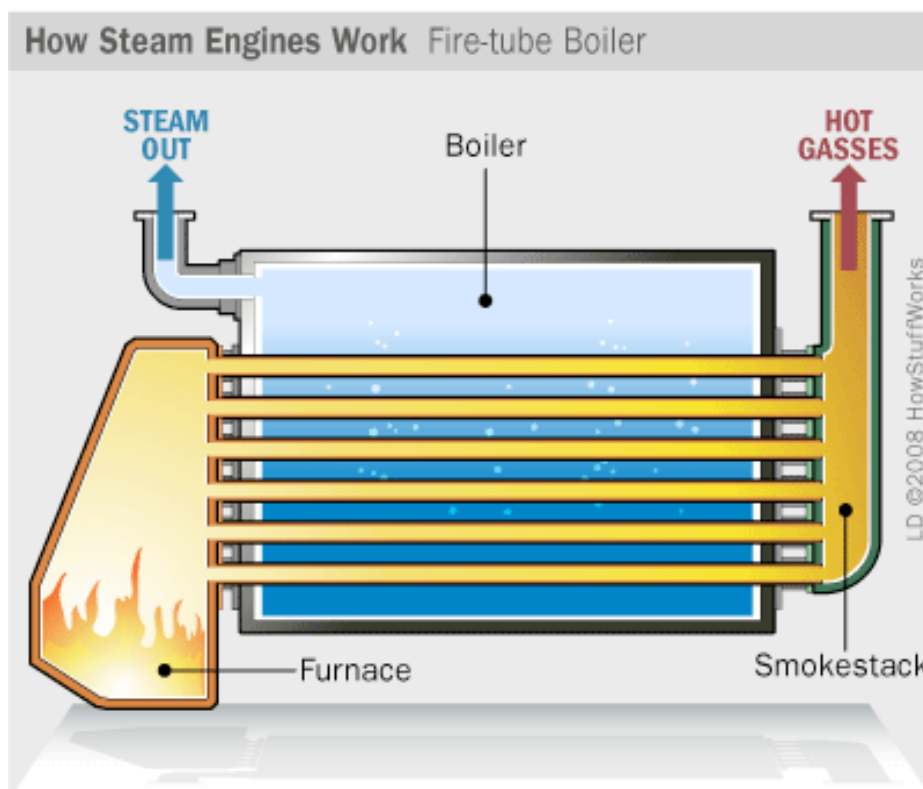 How Steam Engines Work Fire-tube Boiler
STEAM
OUT
Boiler
HOT
GASSES
Furnace
Smokestack
LD ©2008 HowStuffWorks